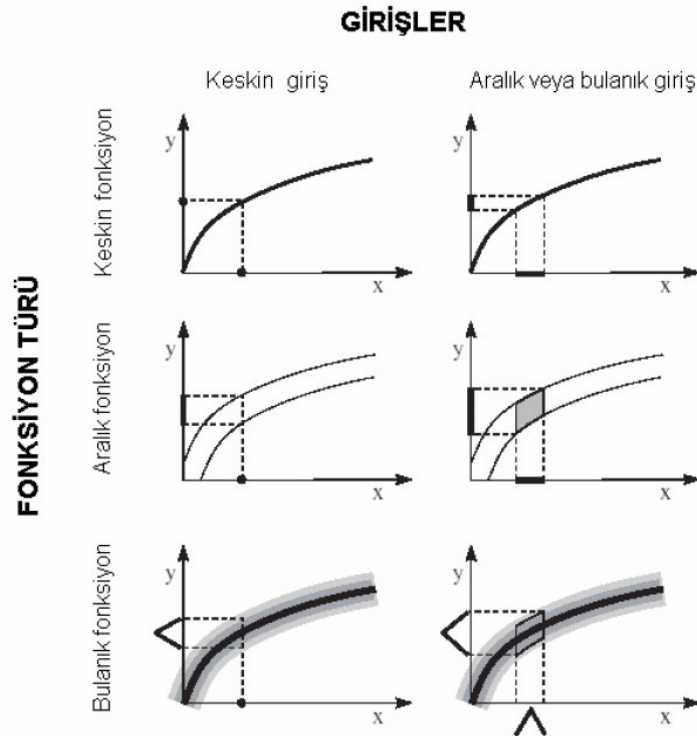 GİRİŞLER
Keskin giriş
Aralık veya bulanık giriş
FONKSİYON TÜRÜ
Keskin fonksiyon
y
x
y
x
Aralık fonksiyon
y
x
y
x
Bulanık fonksiyon
y
x
y
x